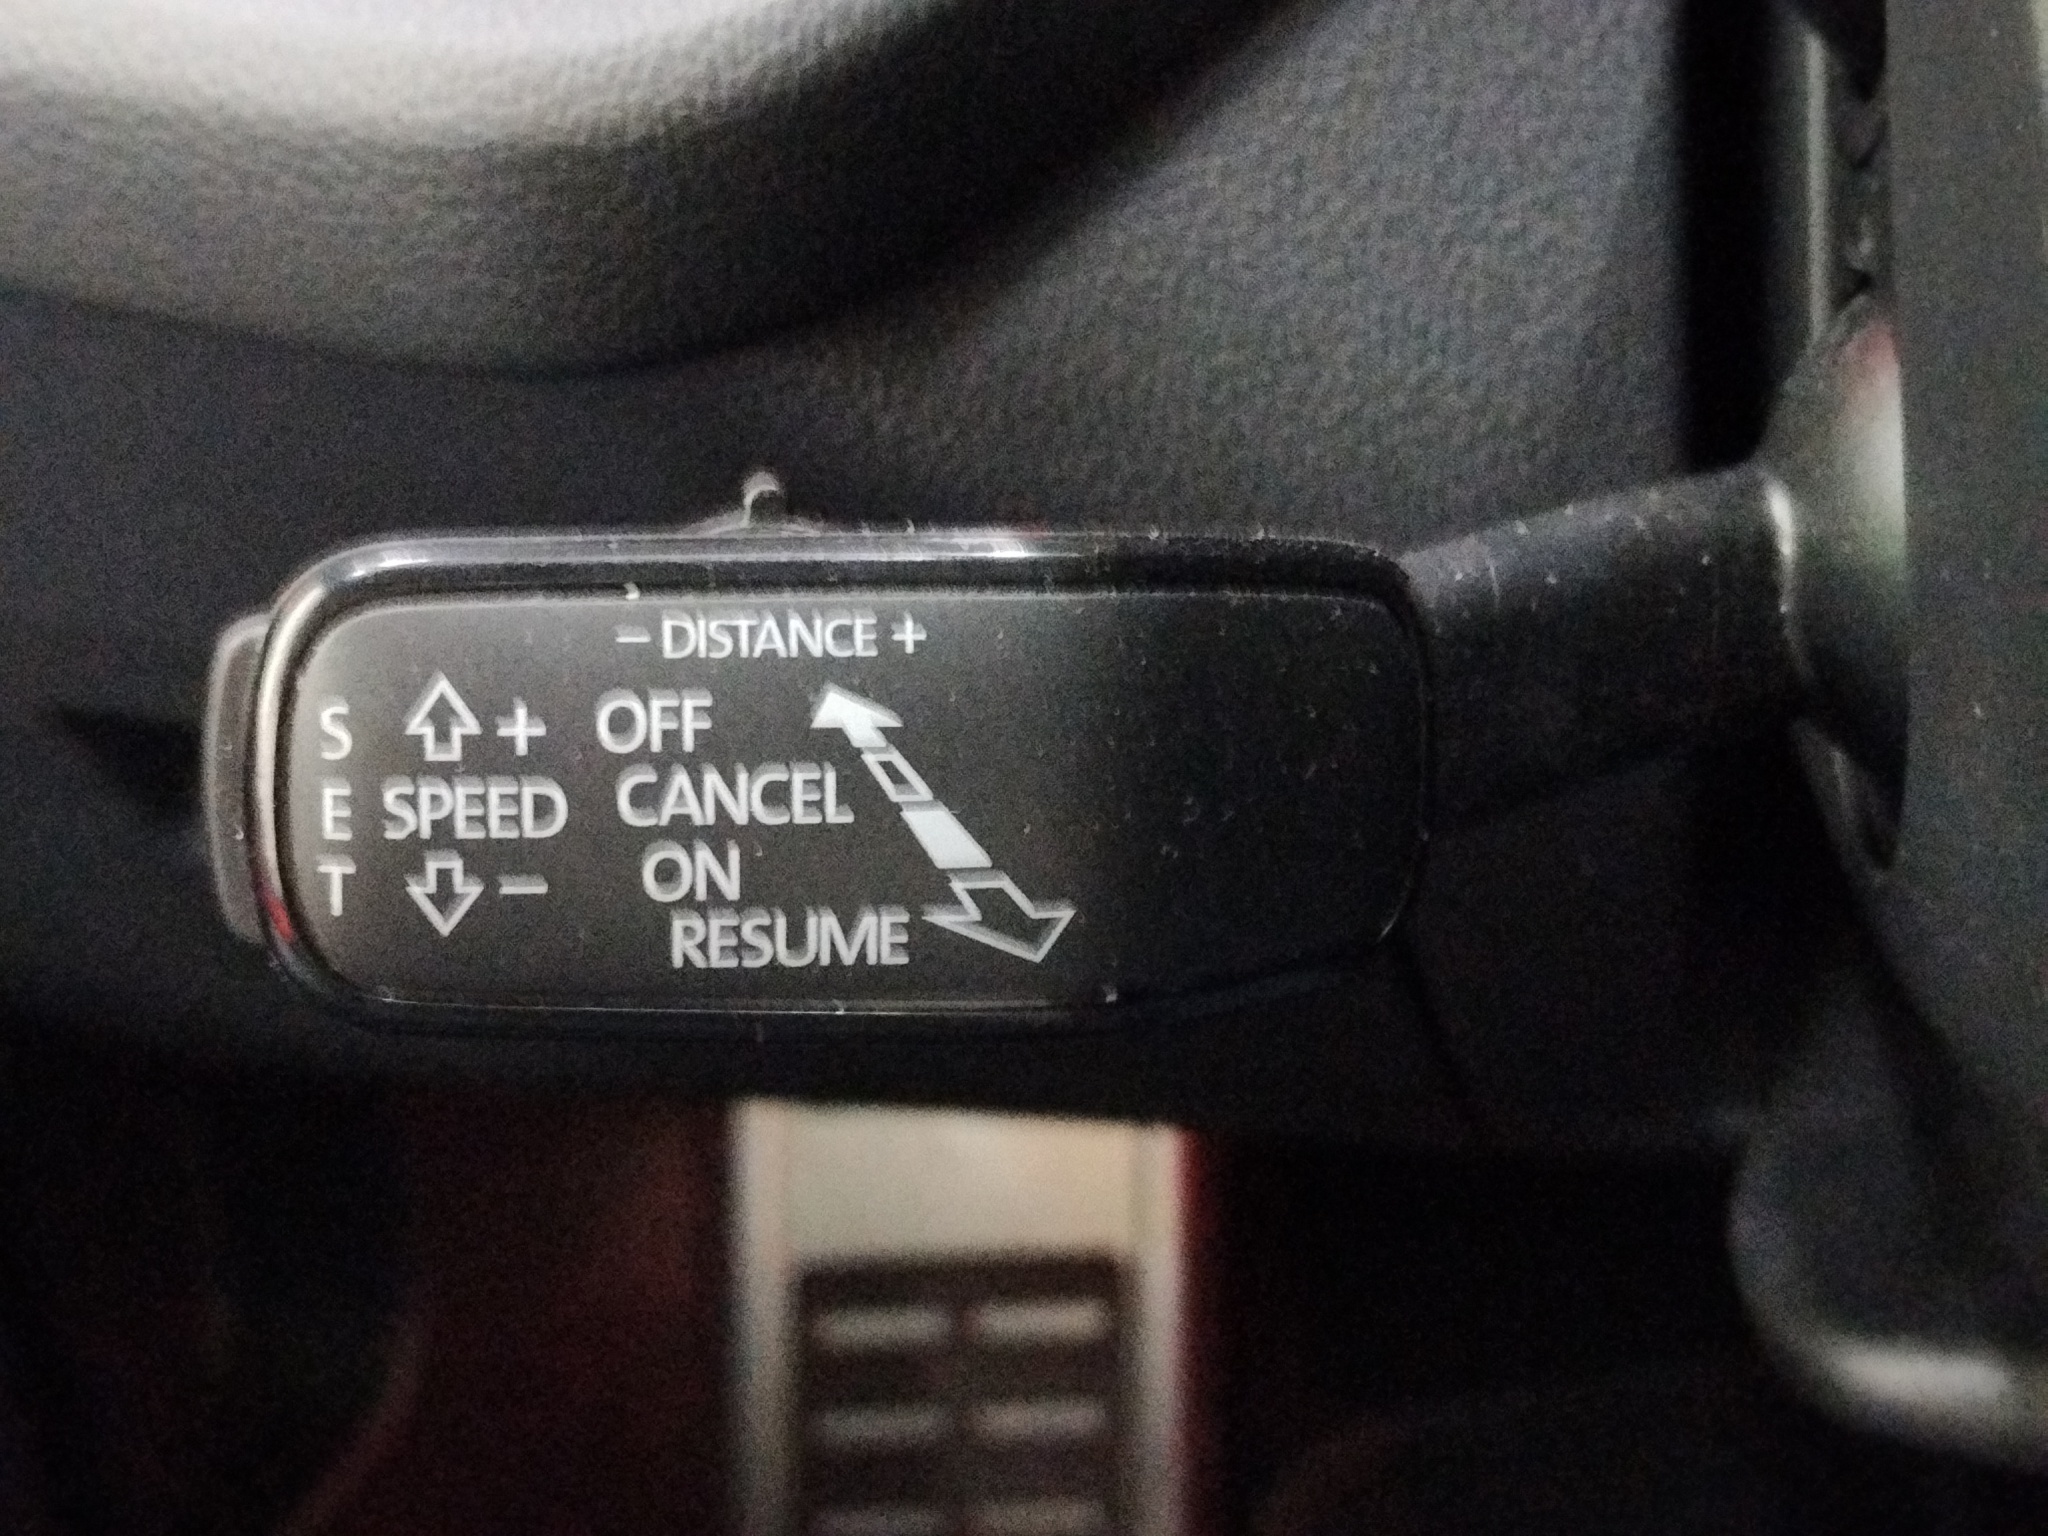 − DISTANCE +
S + OFF
E SPEED CANCEL
T − ON
RESUME